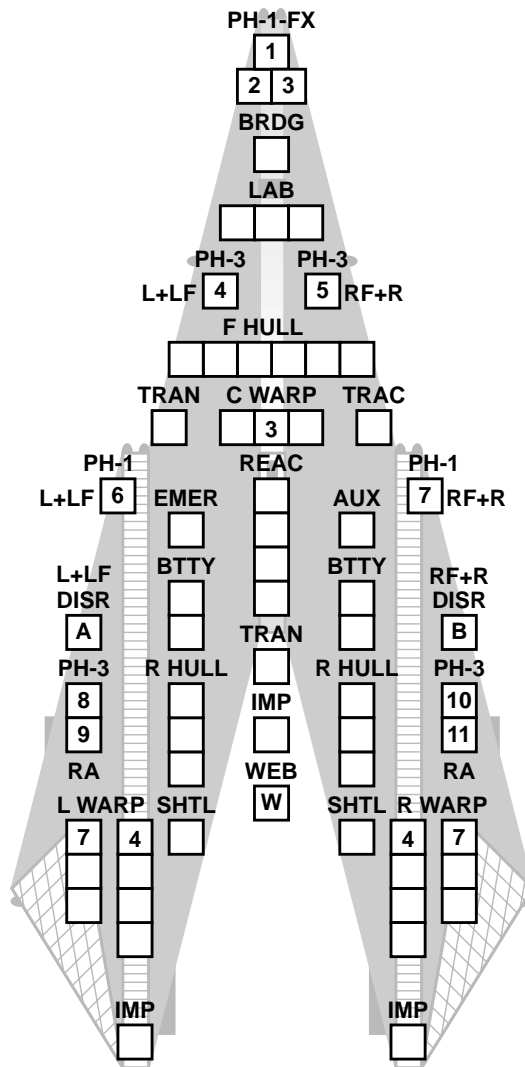 PH-1-FX
1
2 3
BRDG
LAB
PH-3 PH-3
L+LF 4 5 RF+R
F HULL
TRAN C WARP TRAC
3
PH-1 REAC PH-1
L+LF 6 EMER AUX 7 RF+R
L+LF BTTY BTTY RF+R
DISR DISR
A TRAN B
PH-3 R HULL R HULL PH-3
8 IMP 10
9 11
RA WEB RA
L WARP SHTL W SHTL R WARP
7 4 4 7
IMP IMP